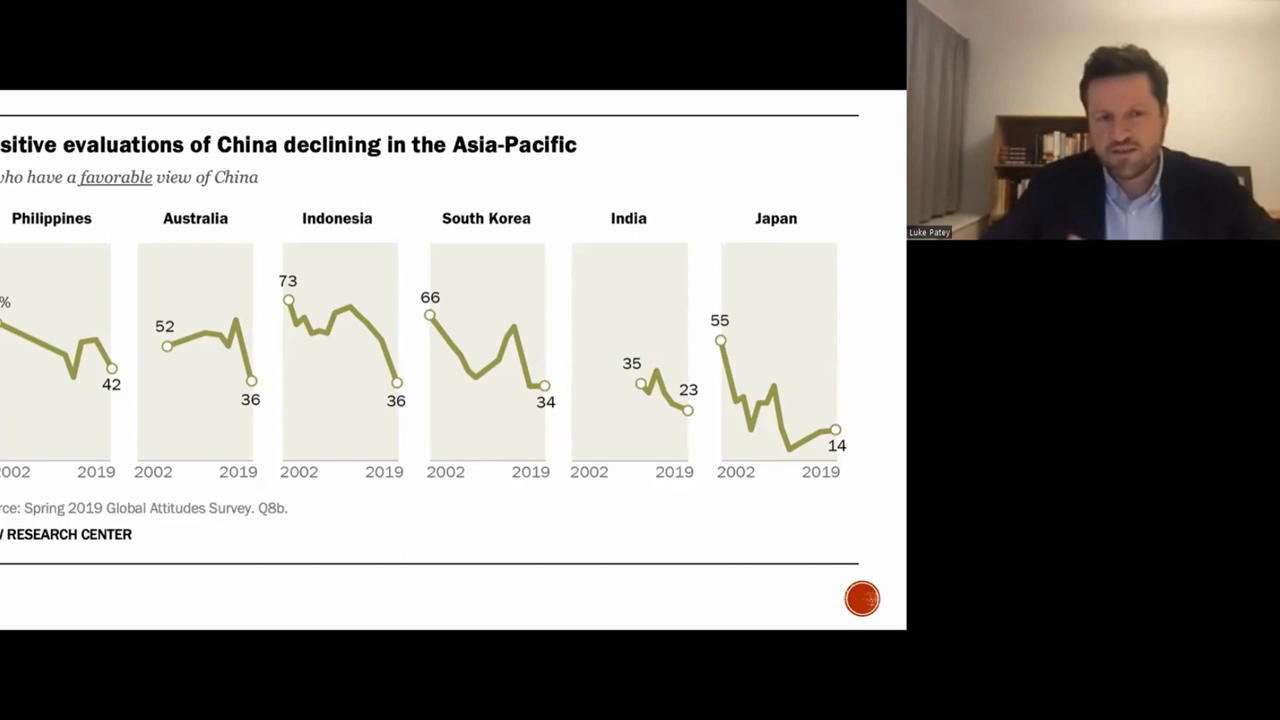 sitive evaluations of China declining in the Asia-Pacific
who have a favorable view of China
Philippines Australia Indonesia South Korea India Japan
% 52 73 66 35 55
42 36 36 34 23 14
2002 2019 2002 2019 2002 2019 2002 2019 2002 2019 2002 2019
rce: Spring 2019 Global Attitudes Survey. Q8b.
RESEARCH CENTER
Luke Patey